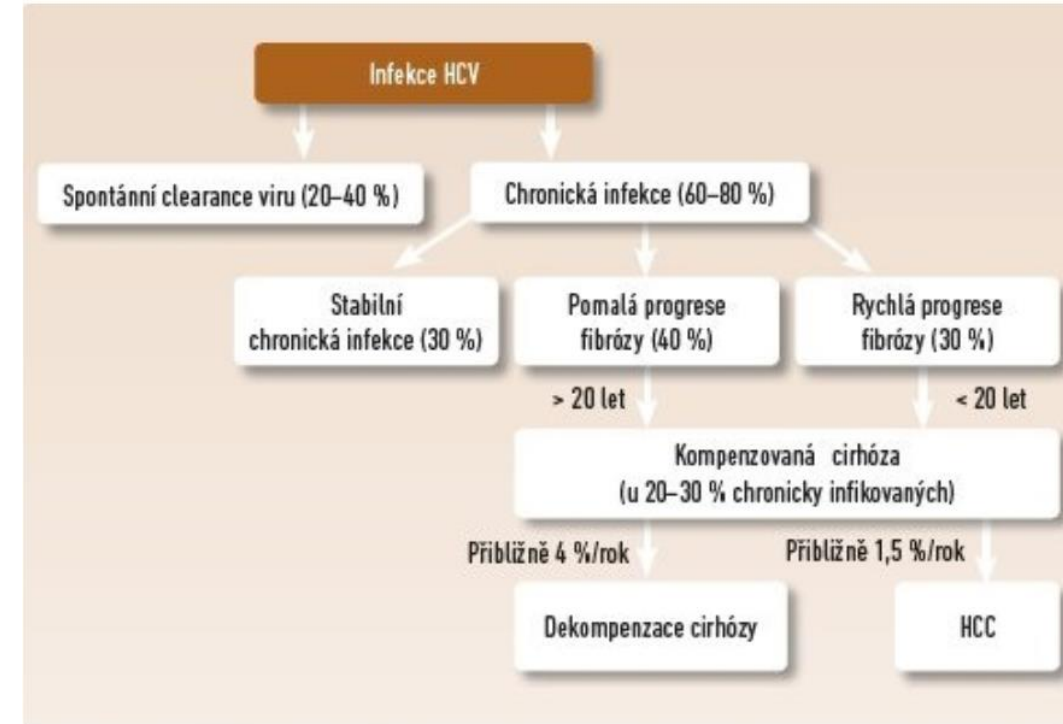 Infekce HCV
Spontánní clearance viru (20–40 %)
Chronická infekce (60–80 %)
Stabilní
chronická infekce (30 %)
Pomalá progrese
fibrózy (40 %)
Rychlá progrese
fibrózy (30 %)
> 20 let
< 20 let
Kompenzovaná cirhóza
(u 20–30 % chronicky infikovaných)
Přibližně 4 %/rok
Přibližně 1,5 %/rok
Dekompenzace cirhózy
HCC